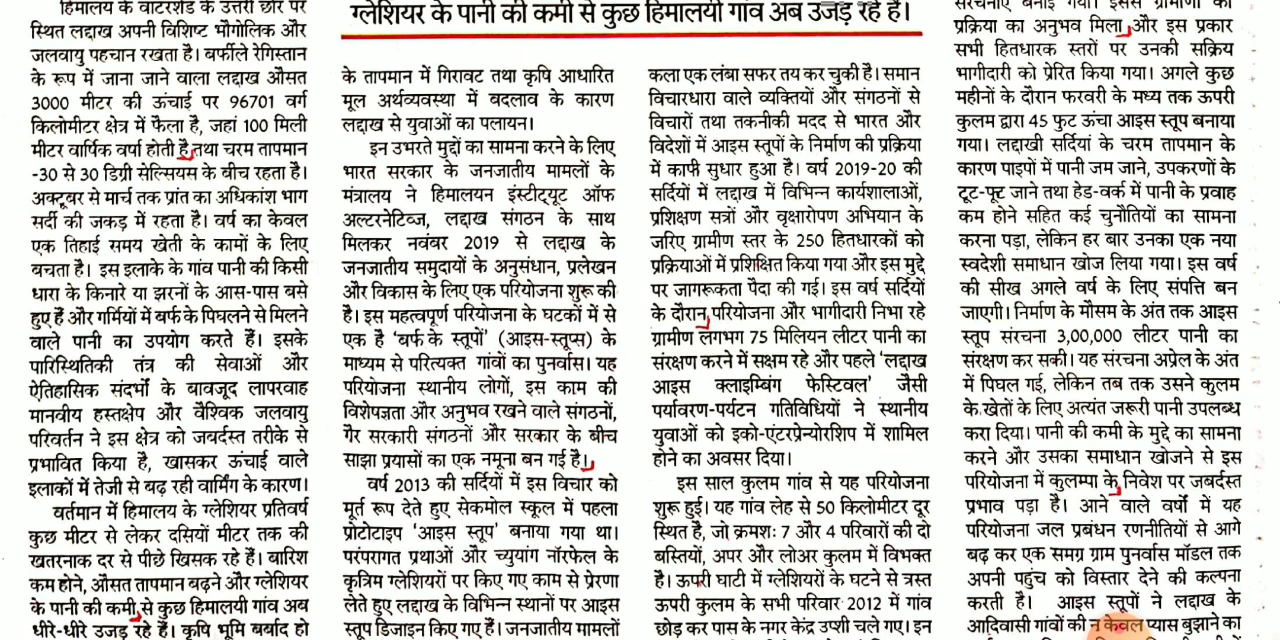 हिमालय के वाटरशेड के उत्तरी छोर पर
स्थित लद्दाख अपनी विशिष्ट भौगोलिक और
जलवायु पहचान रखता है। बर्फीले रेगिस्तान
के रूप में जाना जाने वाला लद्दाख औसत
3000 मीटर की ऊंचाई पर 96701 वर्ग
किलोमीटर क्षेत्र में फैला है, जहां 100 मिली
मीटर वार्षिक वर्षा होती है तथा चरम तापमान
-30 से 30 डिग्री सेल्सियस के बीच रहता है।
अक्टूबर से मार्च तक प्रांत का अधिकांश भाग
सर्दी की जकड़ में रहता है। वर्ष का केवल
एक तिहाई समय खेती के कामों के लिए
बचता है। इस इलाके के गांव पानी की किसी
धारा के किनारे या झरनों के आस-पास बसे
हुए हैं और गर्मियों में बर्फ के पिघलने से मिलने
वाले पानी का उपयोग करते हैं। इसके
पारिस्थितिकी तंत्र की सेवाओं और
ऐतिहासिक संदर्भों के बावजूद लापरवाह
मानवीय हस्तक्षेप और वैश्विक जलवायु
परिवर्तन ने इस क्षेत्र को जबर्दस्त तरीके से
प्रभावित किया है, खासकर ऊंचाई वाले
इलाकों में तेजी से बढ़ रही वार्मिंग के कारण।
वर्तमान में हिमालय के ग्लेशियर प्रतिवर्ष
कुछ मीटर से लेकर दसियों मीटर तक की
खतरनाक दर से पीछे खिसक रहे हैं। बारिश
कम होने, औसत तापमान बढ़ने और ग्लेशियर
के पानी की कमी से कुछ हिमालयी गांव अब
धीरे-धीरे उजड़ रहे हैं। कृषि भूमि बर्बाद हो
ग्लेशियर के पानी की कमी से कुछ हिमालयी गांव अब उजड़ रहे हैं।
के तापमान में गिरावट तथा कृषि आधारित
मूल अर्थव्यवस्था में बदलाव के कारण
लद्दाख से युवाओं का पलायन।
इन उभरते मुद्दों का सामना करने के लिए
भारत सरकार के जनजातीय मामलों के
मंत्रालय ने हिमालयन इंस्टीट्यूट ऑफ
अल्टरनेटिव्ज, लद्दाख संगठन के साथ
मिलकर नवंबर 2019 से लद्दाख के
जनजातीय समुदायों के अनुसंधान, प्रलेखन
और विकास के लिए एक परियोजना शुरू की
है। इस महत्वपूर्ण परियोजना के घटकों में से
एक है ‘बर्फ के स्तूपों’ (आइस-स्तूप्स) के
माध्यम से परित्यक्त गांवों का पुनर्वास। यह
परियोजना स्थानीय लोगों, इस काम की
विशेषज्ञता और अनुभव रखने वाले संगठनों,
गैर सरकारी संगठनों और सरकार के बीच
साझा प्रयासों का एक नमूना बन गई है।
वर्ष 2013 की सर्दियों में इस विचार को
मूर्त रूप देते हुए सेकमोल स्कूल में पहला
प्रोटोटाइप ‘आइस स्तूप’ बनाया गया था।
परंपरागत प्रथाओं और च्युयांग नॉरफेल के
कृत्रिम ग्लेशियरों पर किए गए काम से प्रेरणा
लेते हुए लद्दाख के विभिन्न स्थानों पर आइस
स्तूप डिजाइन किए गए हैं। जनजातीय मामलों
कला एक लंबा सफर तय कर चुकी है। समान
विचारधारा वाले व्यक्तियों और संगठनों से
विचारों तथा तकनीकी मदद से भारत और
विदेशों में आइस स्तूपों के निर्माण की प्रक्रिया
में काफी सुधार हुआ है। वर्ष 2019-20 की
सर्दियों में लद्दाख में विभिन्न कार्यशालाओं,
प्रशिक्षण सत्रों और वृक्षारोपण अभियान के
जरिए ग्रामीण स्तर के 250 हितधारकों को
प्रक्रियाओं में प्रशिक्षित किया गया और इस मुद्दे
पर जागरूकता पैदा की गई। इस वर्ष सर्दियों
के दौरान परियोजना और भागीदारी निभा रहे
ग्रामीण लगभग 75 मिलियन लीटर पानी का
संरक्षण करने में सक्षम रहे और पहले ‘लद्दाख
आइस क्लाइम्बिंग फेस्टिवल’ जैसी
पर्यावरण-पर्यटन गतिविधियों ने स्थानीय
युवाओं को इको-एंटरप्रेन्योरशिप में शामिल
होने का अवसर दिया।
इस साल कुलम गांव से यह परियोजना
शुरू हुई। यह गांव लेह से 50 किलोमीटर दूर
स्थित है, जो क्रमशः 7 और 4 परिवारों की दो
बस्तियों, अपर और लोअर कुलम में विभक्त
है। ऊपरी घाटी में ग्लेशियरों के घटने से त्रस्त
ऊपरी कुलम के सभी परिवार 2012 में गांव
छोड़ कर पास के नगर केंद्र उप्शी चले गए। इन
संरचनाएं बनाई गयीं। इससे ग्रामीणों को
प्रक्रिया का अनुभव मिला और इस प्रकार
सभी हितधारक स्तरों पर उनकी सक्रिय
भागीदारी को प्रेरित किया गया। अगले कुछ
महीनों के दौरान फरवरी के मध्य तक ऊपरी
कुलम द्वारा 45 फुट ऊंचा आइस स्तूप बनाया
गया। लद्दाखी सर्दियों के चरम तापमान के
कारण पाइपों में पानी जम जाने, उपकरणों के
टूट-फूट जाने तथा हेड-वर्क में पानी के प्रवाह
कम होने सहित कई चुनौतियों का सामना
करना पड़ा, लेकिन हर बार उनका एक नया
स्वदेशी समाधान खोज लिया गया। इस वर्ष
की सीख अगले वर्ष के लिए संपत्ति बन
जाएगी। निर्माण के मौसम के अंत तक आइस
स्तूप संरचना 3,00,000 लीटर पानी का
संरक्षण कर सकी। यह संरचना अप्रेल के अंत
में पिघल गई, लेकिन तब तक उसने कुलम
के खेतों के लिए अत्यंत जरूरी पानी उपलब्ध
करा दिया। पानी की कमी के मुद्दे का सामना
करने और उसका समाधान खोजने से इस
परियोजना में कुलम्पा के निवेश पर जबर्दस्त
प्रभाव पड़ा है। आने वाले वर्षों में यह
परियोजना जल प्रबंधन रणनीतियों से आगे
बढ़ कर एक समग्र ग्राम पुनर्वास मॉडल तक
अपनी पहुंच को विस्तार देने की कल्पना
करती है। आइस स्तूपों ने लद्दाख के
आदिवासी गांवों की न केवल प्यास बुझाने का